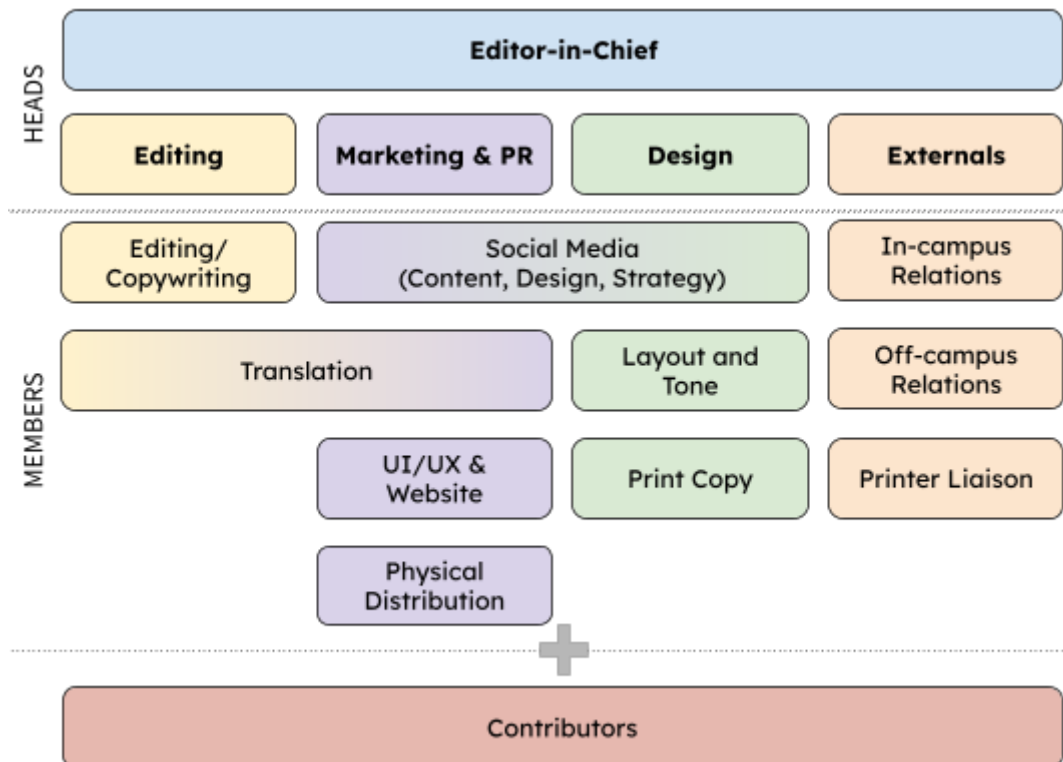 HEADS
Editor-in-Chief
Editing
Marketing & PR
Design
Externals
MEMBERS
Editing/
Copywriting
Social Media
(Content, Design, Strategy)
In-campus
Relations
Translation
Layout and
Tone
Off-campus
Relations
UI/UX &
Website
Print Copy
Printer Liaison
Physical
Distribution
Contributors